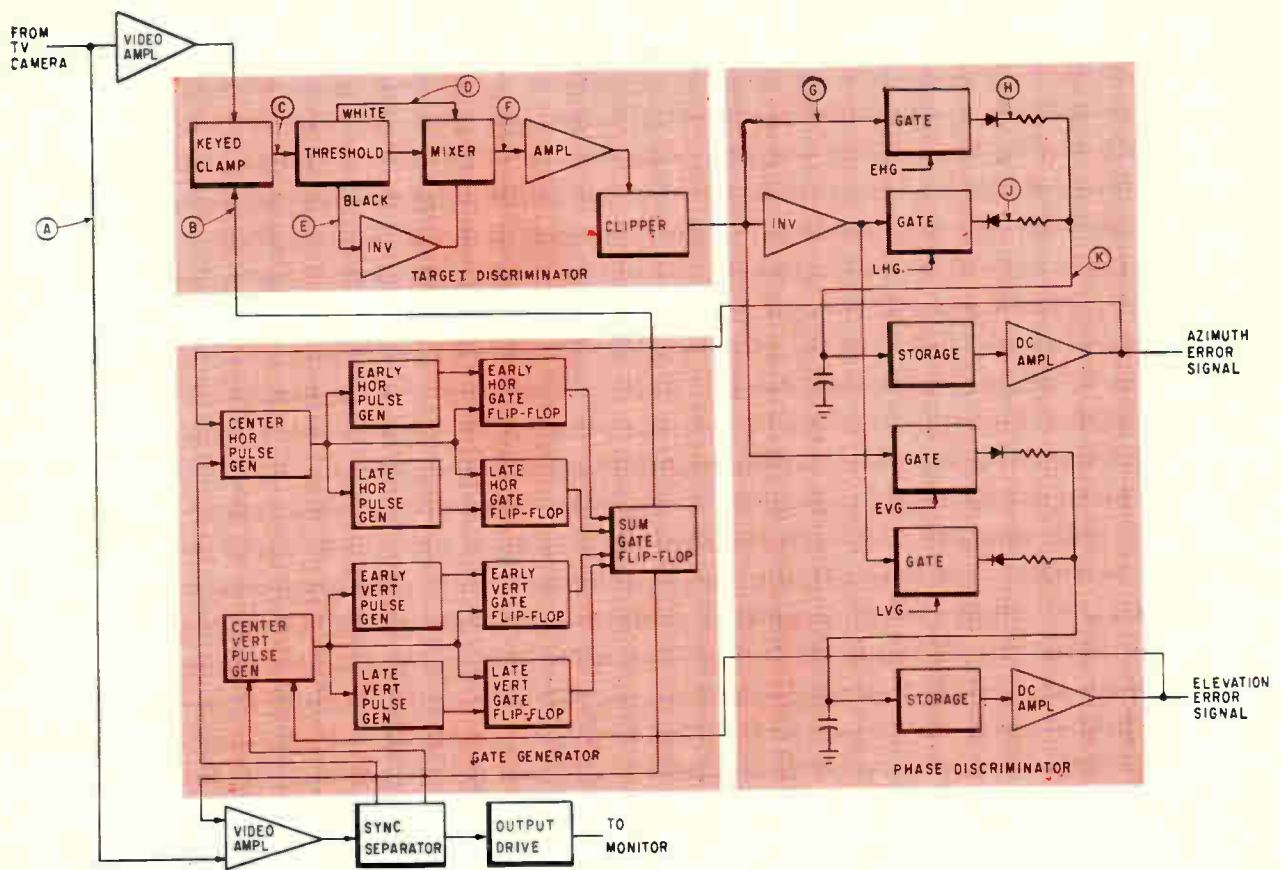 FROM
TV
CAMERA
VIDEO
AMPL
A
KEYED
CLAMP
B
C
WHITE
D
THRESHOLD
BLACK
E
INV
MIXER
F
AMPL
CLIPPER
TARGET DISCRIMINATOR
G
GATE
H
EHG
INV
GATE
J
LHG
K
STORAGE
DC
AMPL
AZIMUTH
ERROR
SIGNAL
GATE
EVG
GATE
LVG
STORAGE
DC
AMPL
ELEVATION
ERROR
SIGNAL
PHASE DISCRIMINATOR
CENTER
HOR
PULSE
GEN
EARLY
HOR
PULSE
GEN
EARLY
HOR
GATE
FLIP-FLOP
LATE
HOR
PULSE
GEN
LATE
HOR
GATE
FLIP-FLOP
SUM
GATE
FLIP-FLOP
CENTER
VERT
PULSE
GEN
EARLY
VERT
PULSE
GEN
EARLY
VERT
GATE
FLIP-FLOP
LATE
VERT
PULSE
GEN
LATE
VERT
GATE
FLIP-FLOP
GATE GENERATOR
VIDEO
AMPL
SYNC
SEPARATOR
OUTPUT
DRIVE
TO
MONITOR